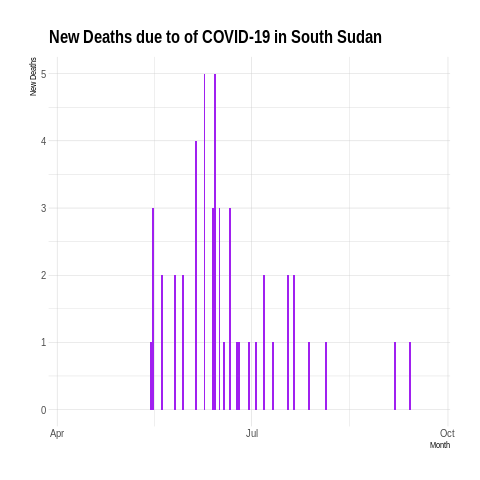 New Deaths due to of COVID-19 in South Sudan
New Deaths
5
4
3
2
1
0
Apr
Jul
Oct
Month